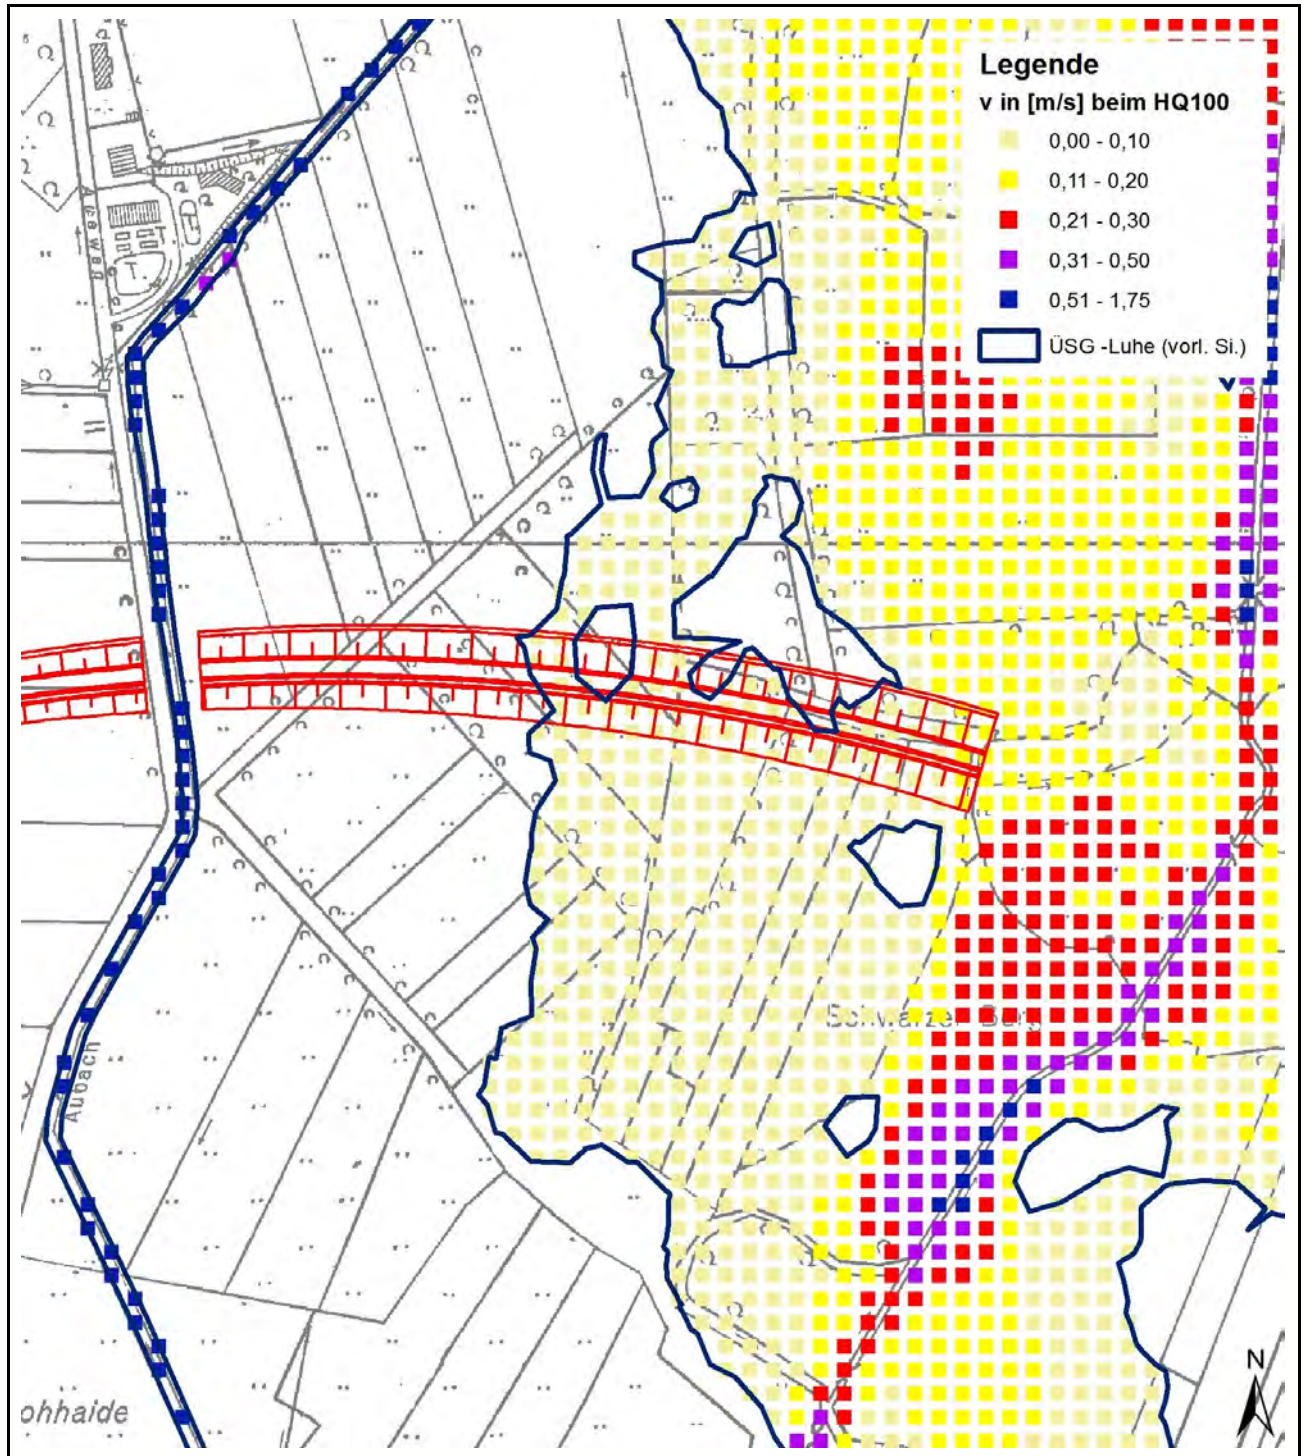 Legende
v in [m/s] beim HQ100
0,00 - 0,10
0,11 - 0,20
0,21 - 0,30
0,31 - 0,50
0,51 - 1,75
ÜSG -Luhe (vorl. Si.)
Aubach
ohhaide
N